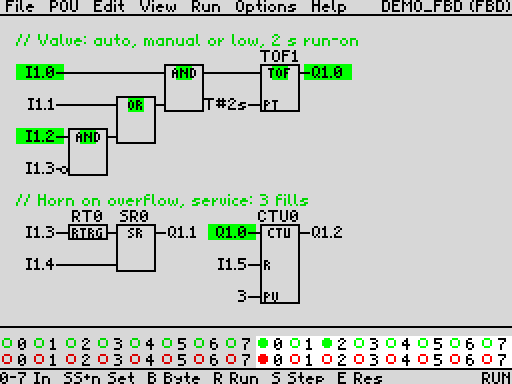 File POU Edit View Run Options Help DEMO_FBD (FBD)
// Valve: auto, manual or low, 2 s run-on
TOF1
I1.0 AND TOF Q1.0
I1.1 OR T#2s PT
I1.2 AND
I1.3
// Horn on overflow, service: 3 fills
RT0 SR0 CTU0
I1.3 RTRG SR Q1.1 Q1.0 CTU Q1.2
I1.4 I1.5 R
3 PV
0 1 2 3 4 5 6 7 0 1 2 3 4 5 6 7
0 1 2 3 4 5 6 7 0 1 2 3 4 5 6 7
0-7 In SS+n Set B Byte R Run S Step E Res RUN